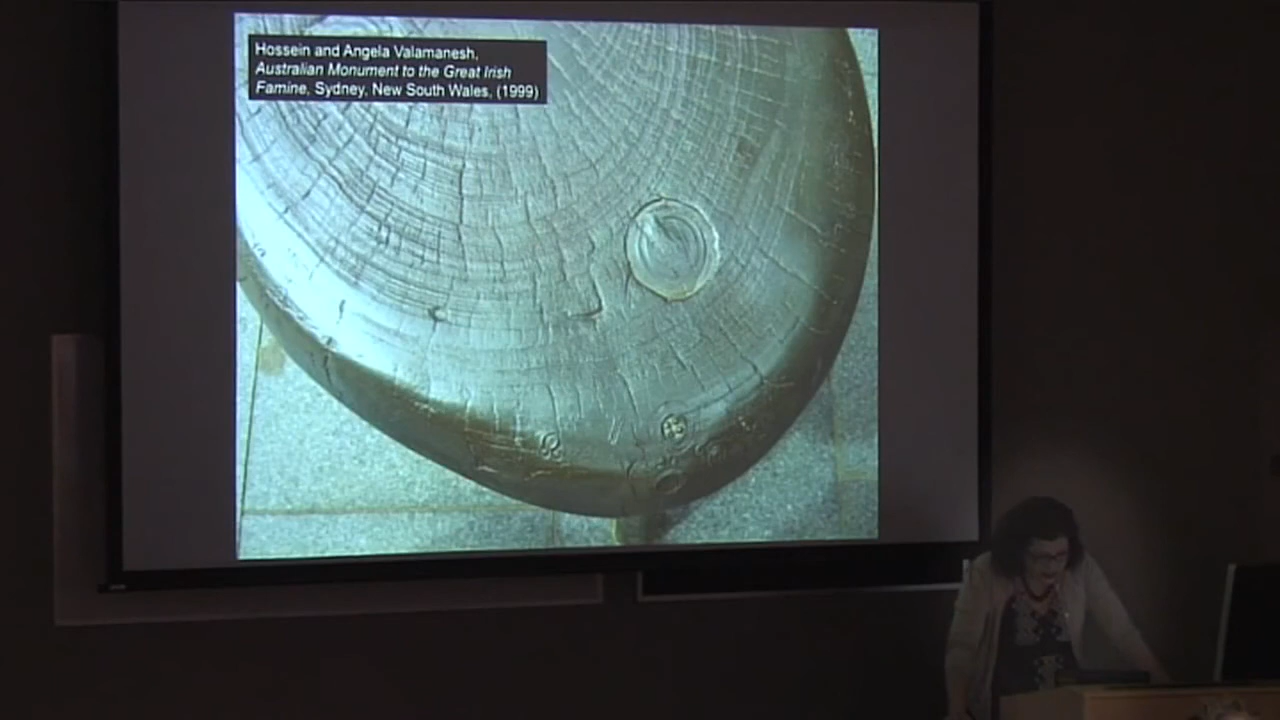 Hossein and Angela Valamanesh,
Australian Monument to the Great Irish
Famine, Sydney, New South Wales, (1999)